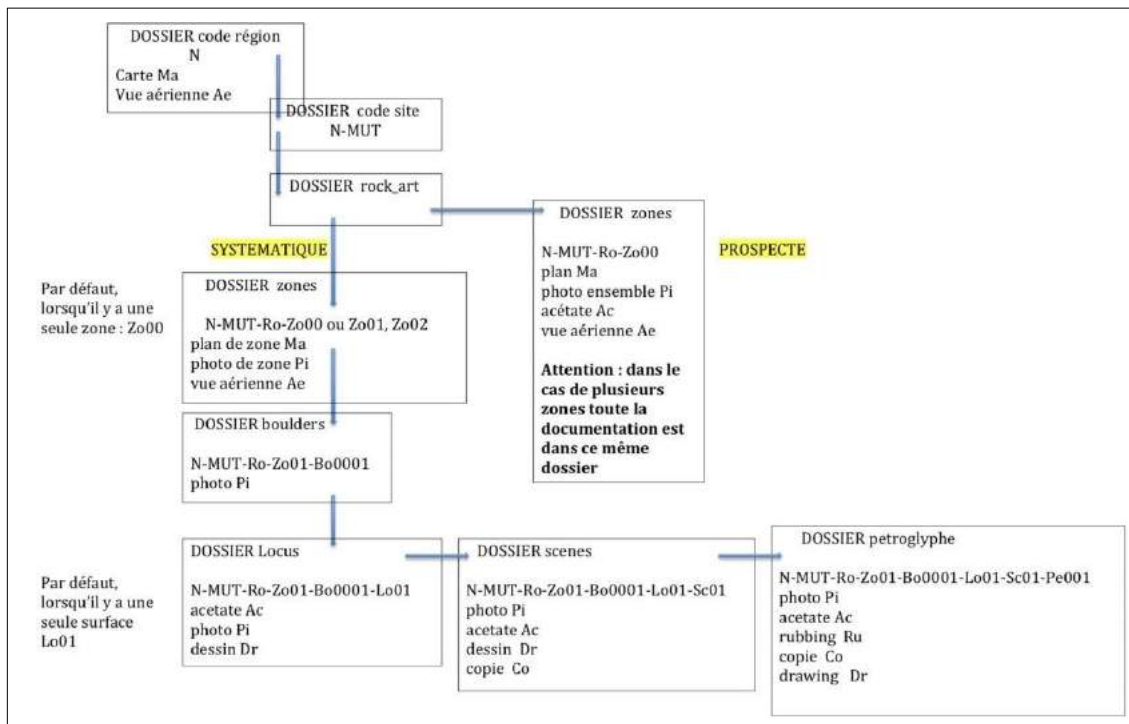 DOSSIER code région
N
Carte Ma
Vue aérienne Ae
DOSSIER code site
N-MUT
DOSSIER rock_art
SYSTEMATIQUE
DOSSIER zones
N-MUT-Ro-Zo00
plan Ma
photo ensemble Pi
acétate Ac
vue aérienne Ae
Attention : dans le
cas de plusieurs
zones toute la
documentation est
dans ce même
dossier
PROSPECTE
Par défaut,
lorsqu'il y a une
seule zone : Zo00
DOSSIER zones
N-MUT-Ro-Zo00 ou Zo01, Zo02
plan de zone Ma
photo de zone Pi
vue aérienne Ae
DOSSIER boulders
N-MUT-Ro-Zo01-Bo0001
photo Pi
Par défaut,
lorsqu'il y a une
seule surface
Lo01
DOSSIER Locus
N-MUT-Ro-Zo01-Bo0001-Lo01
acetate Ac
photo Pi
dessin Dr
DOSSIER scenes
N-MUT-Ro-Zo01-Bo0001-Lo01-Sc01
photo Pi
acetate Ac
dessin Dr
copie Co
DOSSIER petroglyphe
N-MUT-Ro-Zo01-Bo0001-Lo01-Sc01-Pe001
photo Pi
acetate Ac
rubbing Ru
copie Co
drawing Dr